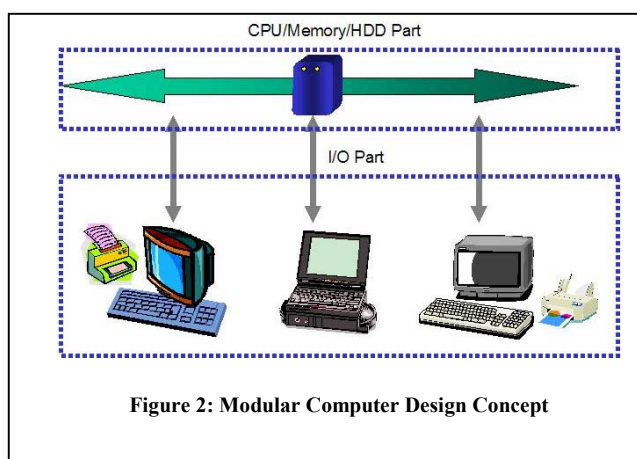 CPU/Memory/HDD Part
I/O Part
Figure 2: Modular Computer Design Concept